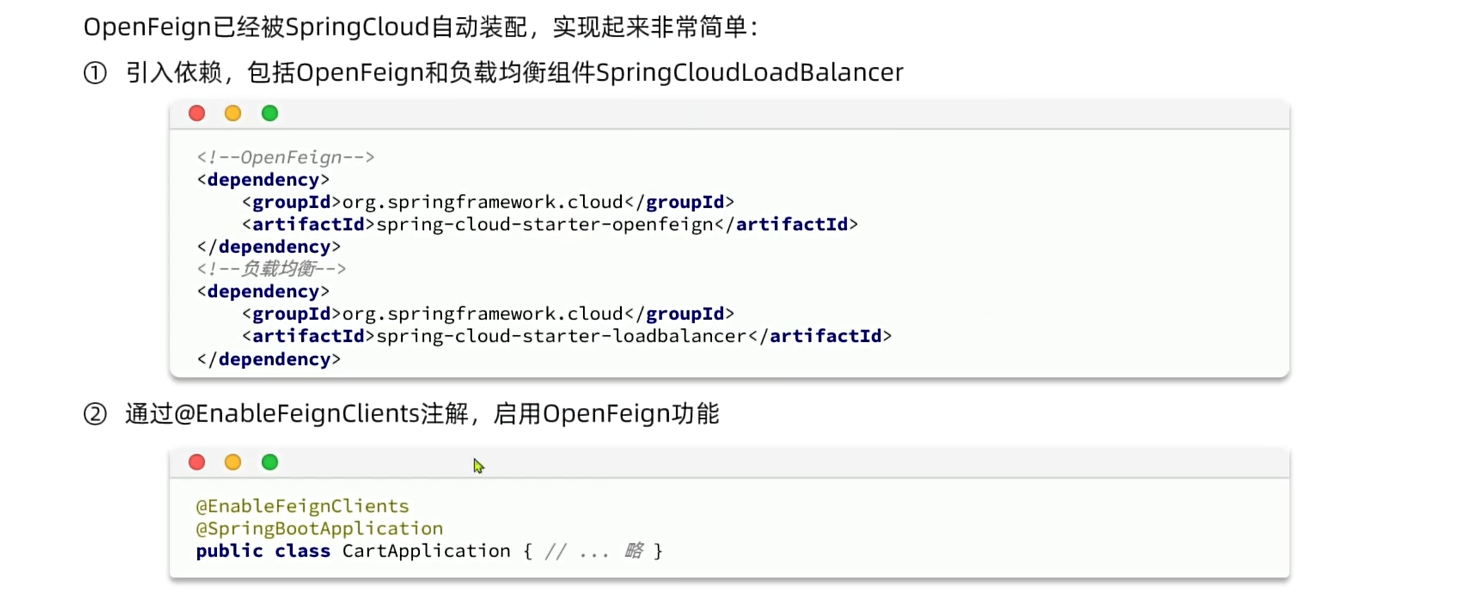 OpenFeign已经被SpringCloud自动装配，实现起来非常简单：
① 引入依赖，包括OpenFeign和负载均衡组件SpringCloudLoadBalancer
<!--OpenFeign-->
<dependency>
    <groupId>org.springframework.cloud</groupId>
    <artifactId>spring-cloud-starter-openfeign</artifactId>
</dependency>
<!--负载均衡-->
<dependency>
    <groupId>org.springframework.cloud</groupId>
    <artifactId>spring-cloud-starter-loadbalancer</artifactId>
</dependency>
② 通过@EnableFeignClients注解，启用OpenFeign功能
@EnableFeignClients
@SpringBootApplication
public class CartApplication { // ... 略 }